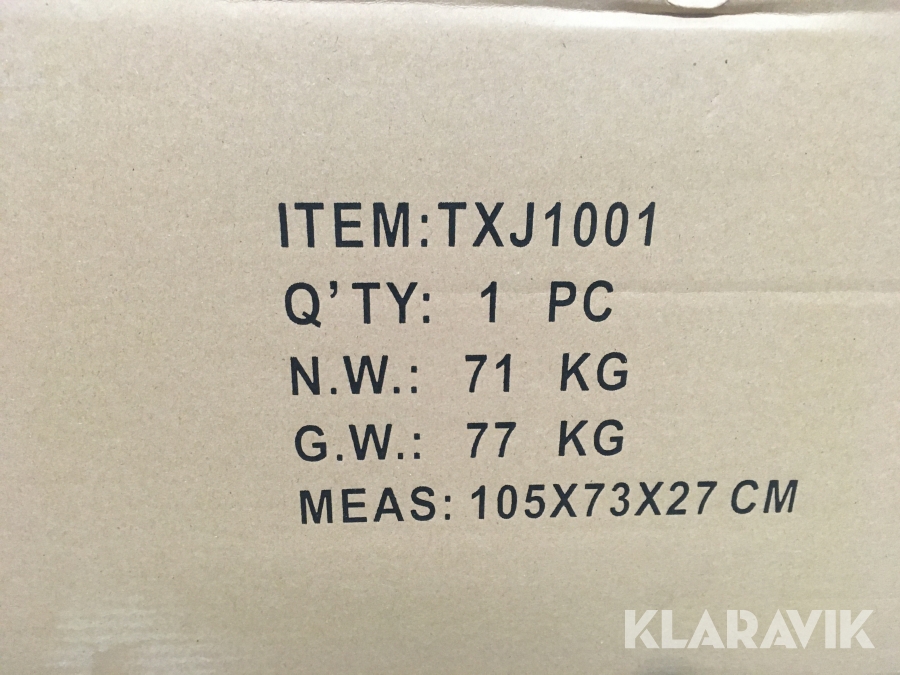 ITEM:TXJ1001
Q'TY: 1 PC
N.W.: 71 KG
G.W.: 77 KG
MEAS: 105X73X27 CM
KLARAVIK